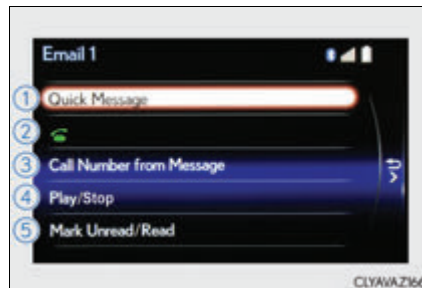 Email 1
1 Quick Message
2
3 Call Number from Message
4 Play/Stop
5 Mark Unread/Read
CLYAVAZ166